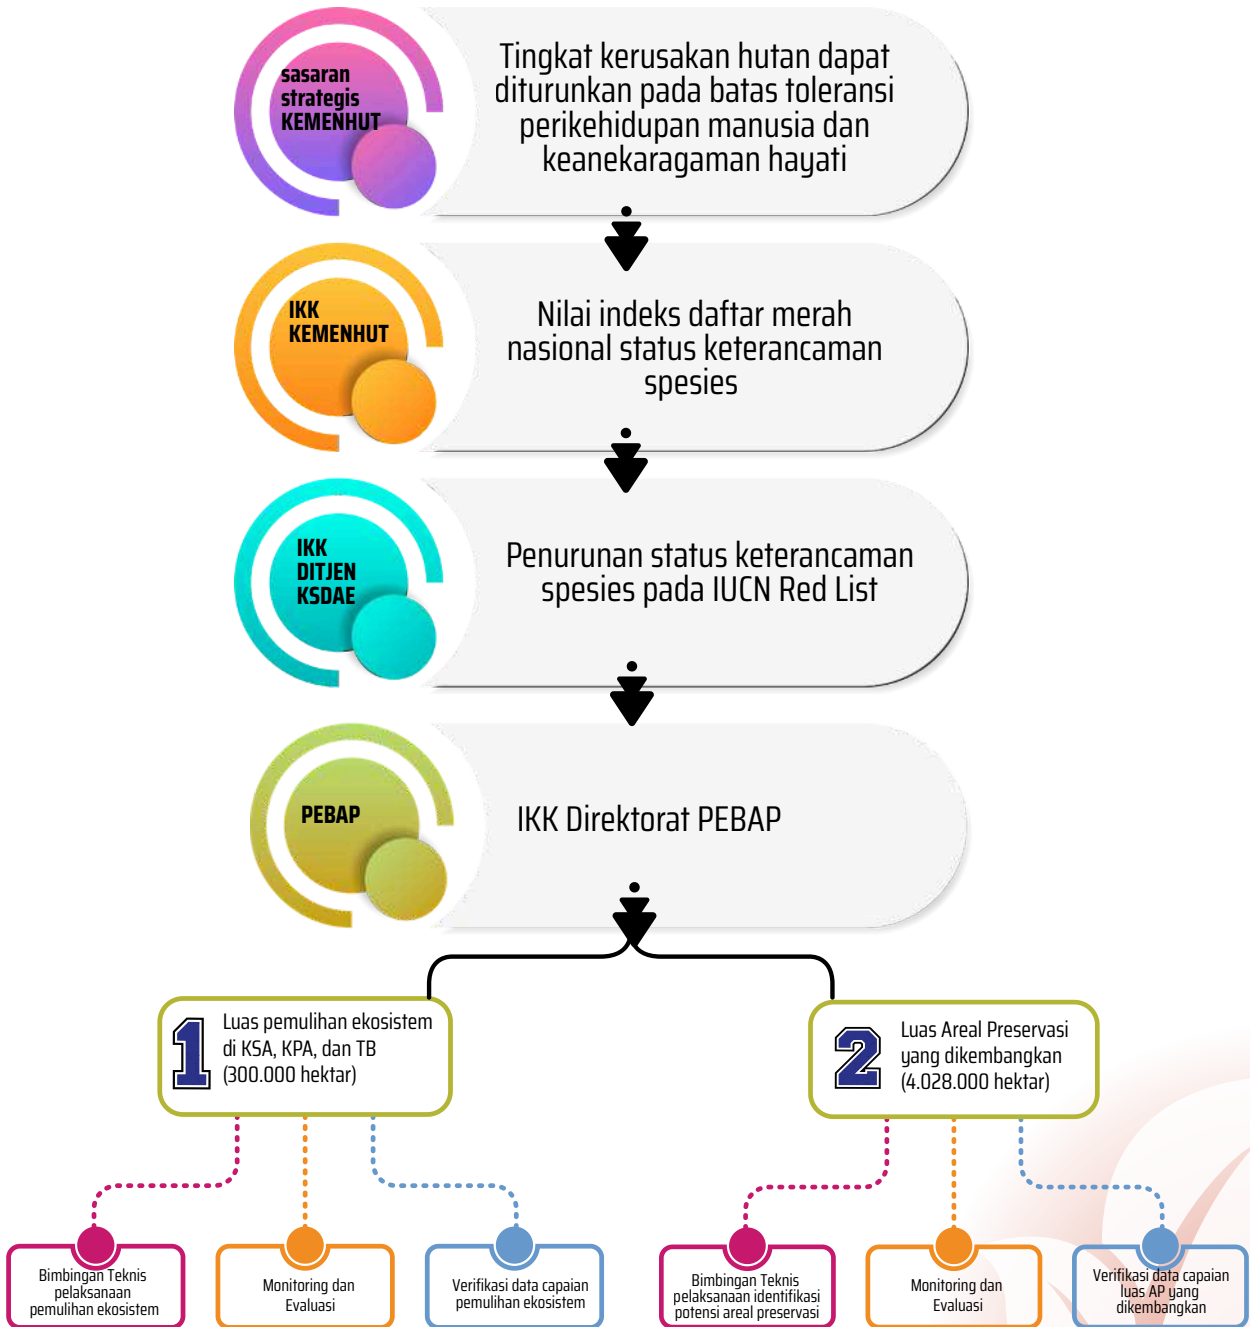 sasaran
strategis
KEMENHUT
Tingkat kerusakan hutan dapat
diturunkan pada batas toleransi
perikehidupan manusia dan
keanekaragaman hayati
IKK
KEMENHUT
Nilai indeks daftar merah
nasional status keterancaman
spesies
IKK
DITJEN
KSDAE
Penurunan status keterancaman
spesies pada IUCN Red List
PEBAP
IKK Direktorat PEBAP
1
Luas pemulihan ekosistem
di KSA, KPA, dan TB
(300.000 hektar)
2
Luas Areal Preservasi
yang dikembangkan
(4.028.000 hektar)
Bimbingan Teknis
pelaksanaan
pemulihan ekosistem
Monitoring dan
Evaluasi
Verifikasi data capaian
pemulihan ekosistem
Bimbingan Teknis
pelaksanaan identifikasi
potensi areal preservasi
Monitoring dan
Evaluasi
Verifikasi data capaian
luas AP yang
dikembangkan